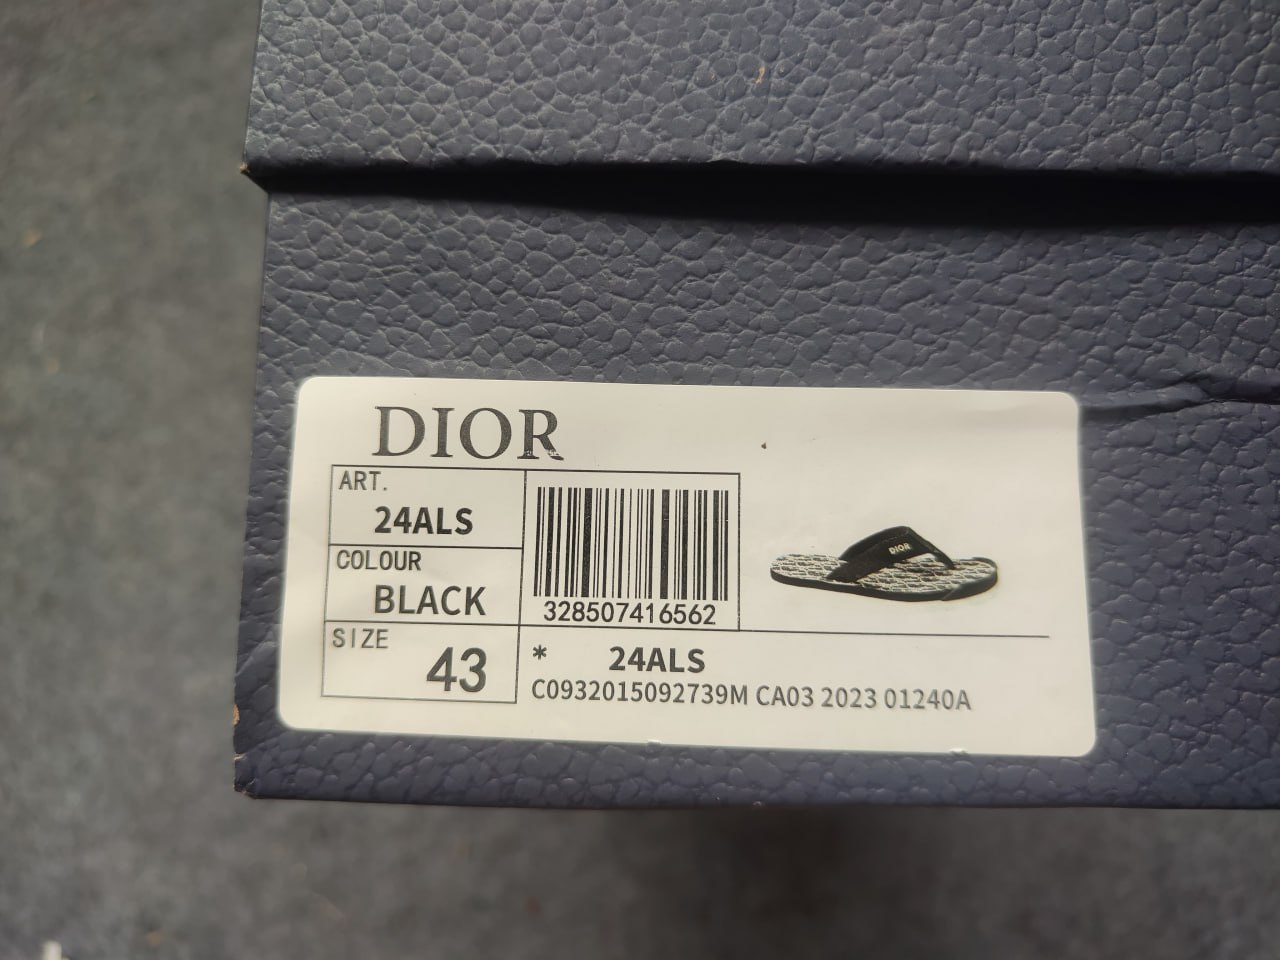 DIOR
ART.
24ALS
COLOUR
BLACK
SIZE
43
328507416562
DIOR
* 24ALS
C0932015092739M CA03 2023 01240A